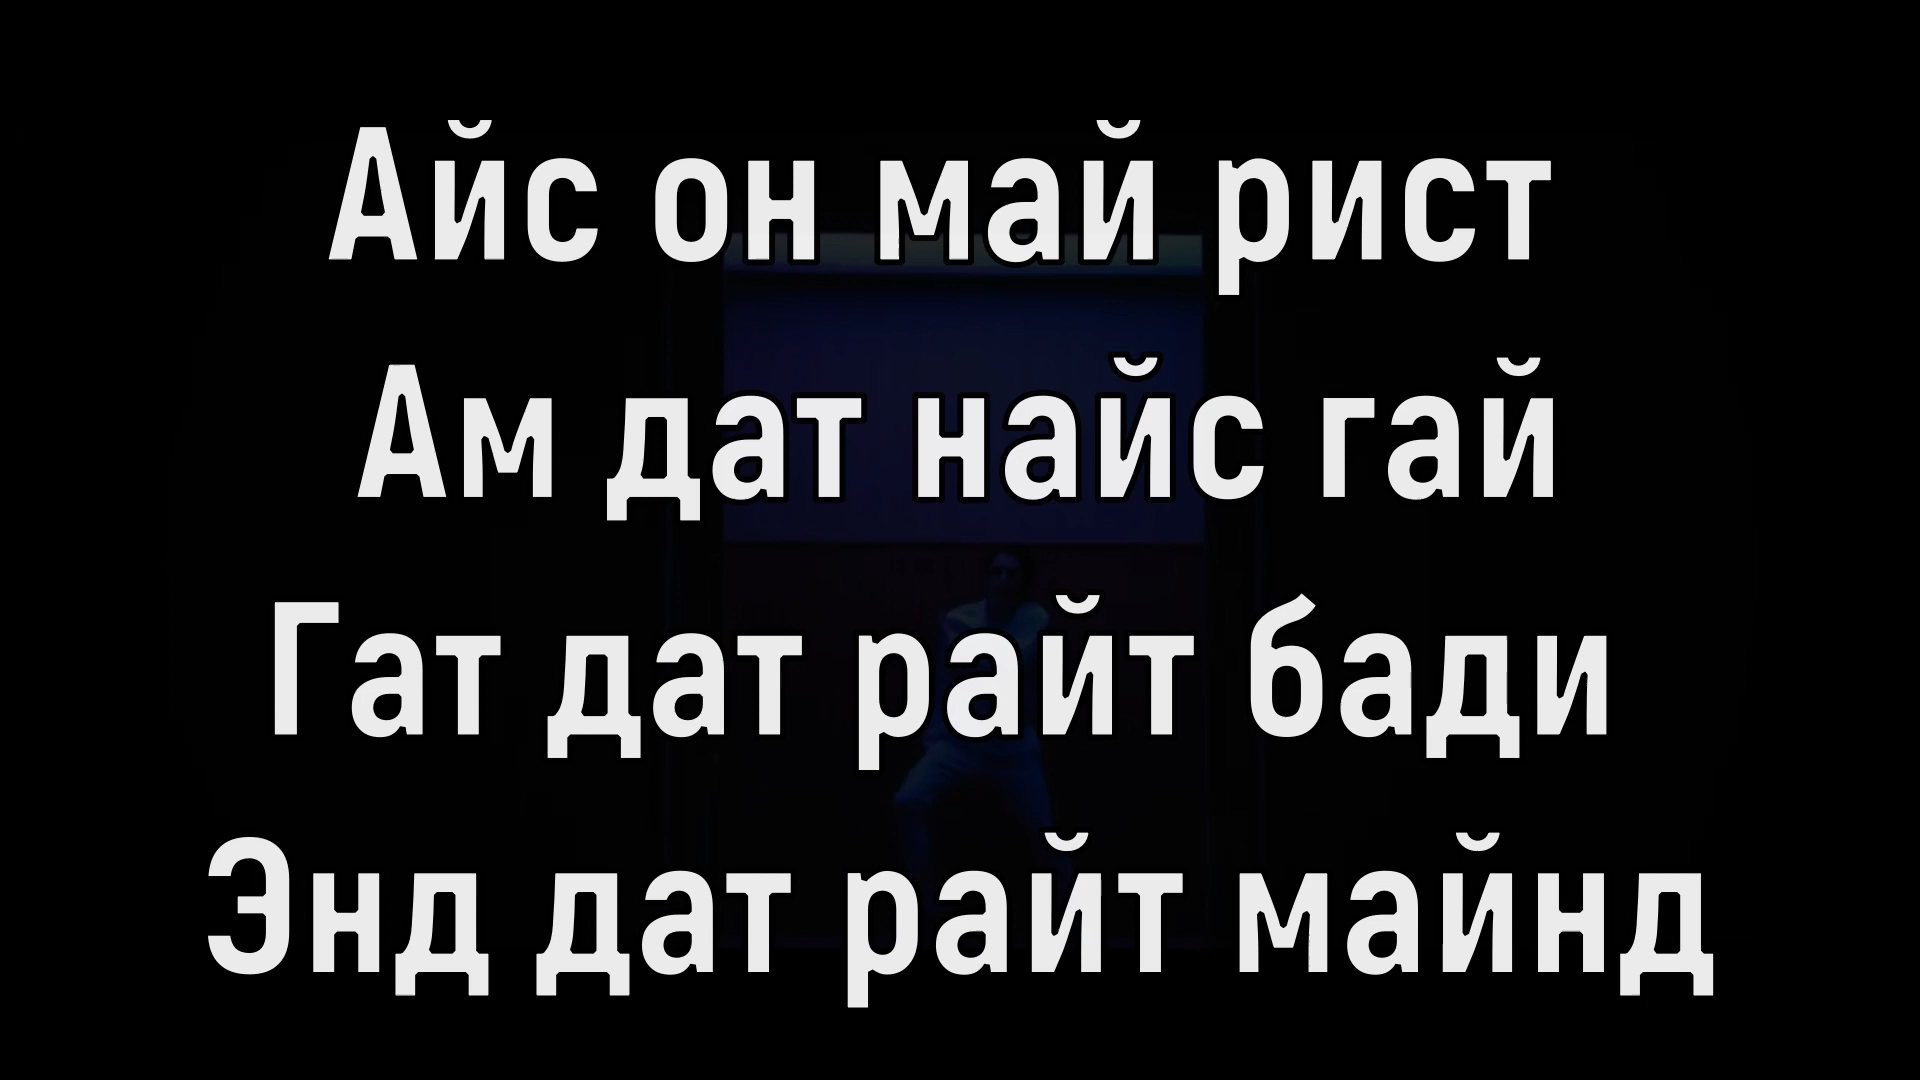 Айс он май рист
Ам дат найс гай
Гат дат райт бади
Энд дат райт майнд